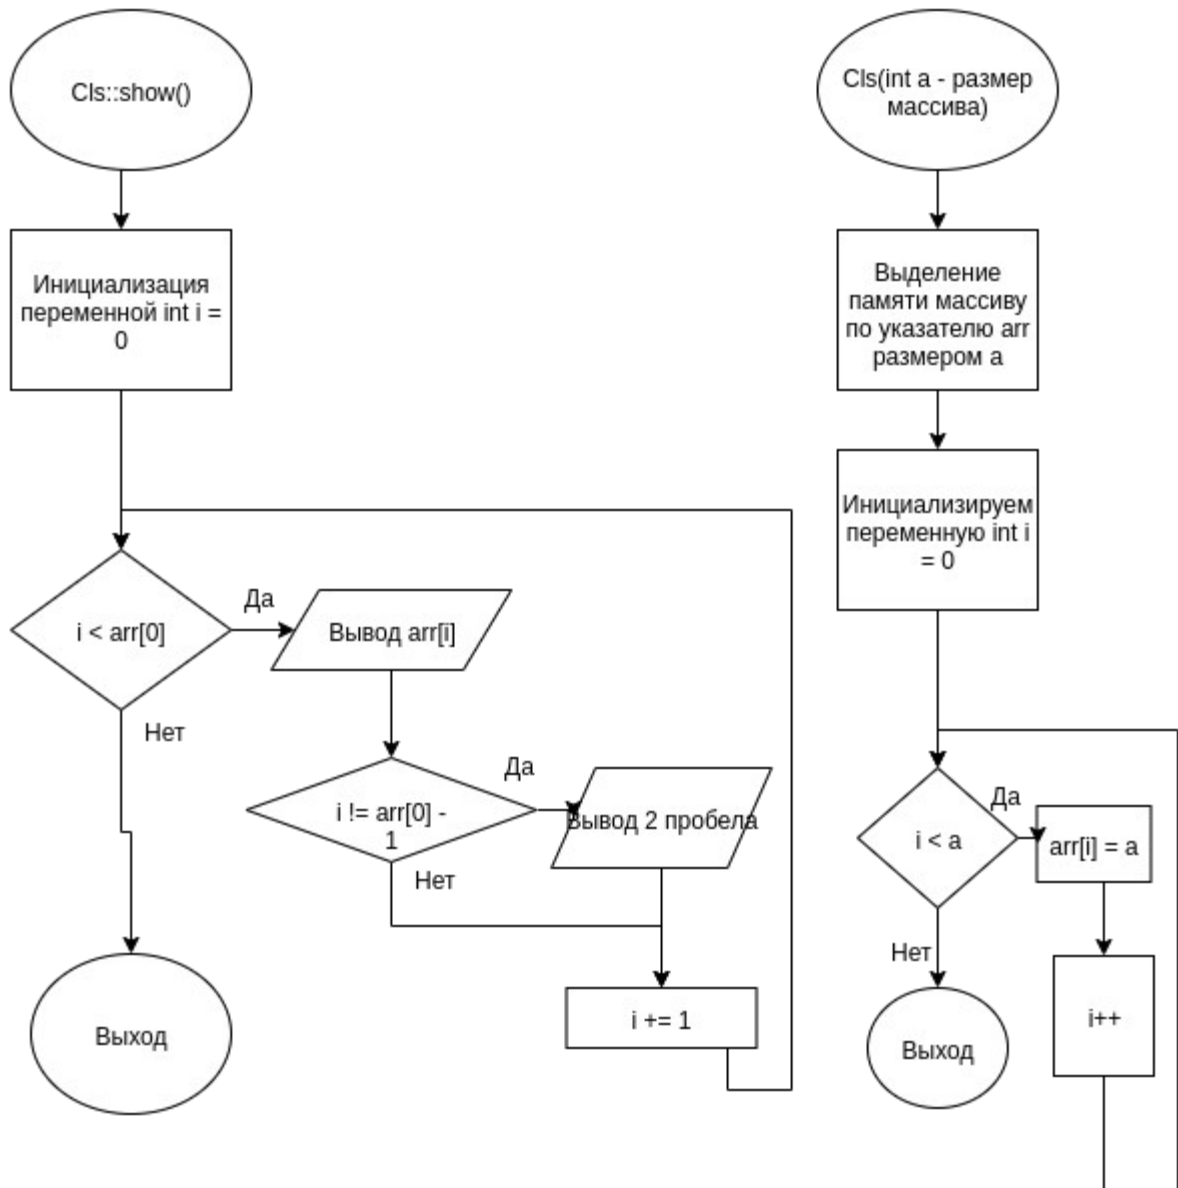 Cls::show()
Инициализация
переменной int i =
0
i < arr[0]
Да
Вывод arr[i]
Нет
i != arr[0] -
1
Да
Вывод 2 пробела
Нет
i += 1
Выход
Cls(int a - размер
массива)
Выделение
памяти массиву
по указателю arr
размером a
Инициализируем
переменную int i
= 0
i < a
Да
arr[i] = a
Нет
i++
Выход